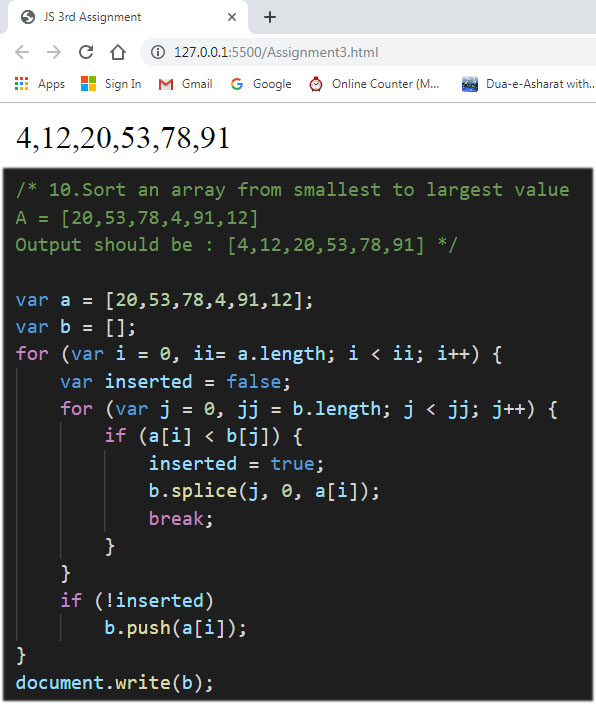 JS 3rd Assignment
127.0.0.1:5500/Assignment3.html
Apps Sign In Gmail Google Online Counter (M... Dua-e-Asharat with...
4,12,20,53,78,91
/* 10.Sort an array from smallest to largest value
A = [20,53,78,4,91,12]
Output should be : [4,12,20,53,78,91] */
var a = [20,53,78,4,91,12];
var b = [];
for (var i = 0, ii= a.length; i < ii; i++) {
    var inserted = false;
    for (var j = 0, jj = b.length; j < jj; j++) {
        if (a[i] < b[j]) {
            inserted = true;
            b.splice(j, 0, a[i]);
            break;
        }
    }
    if (!inserted)
        b.push(a[i]);
}
document.write(b);